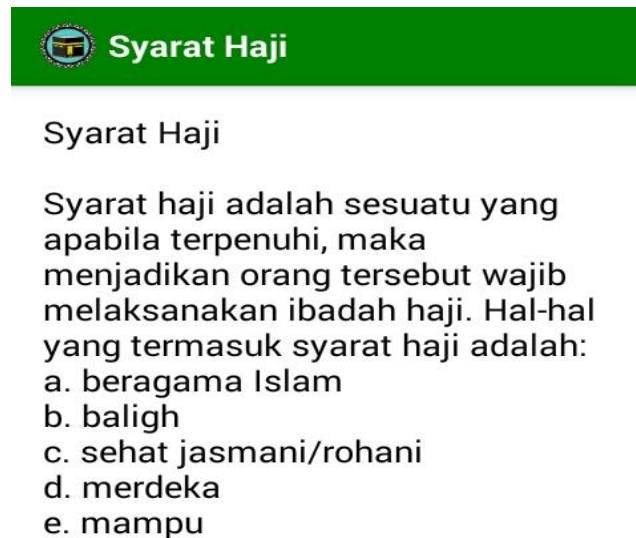 Syarat Haji
Syarat Haji
Syarat haji adalah sesuatu yang
apabila terpenuhi, maka
menjadikan orang tersebut wajib
melaksanakan ibadah haji. Hal-hal
yang termasuk syarat haji adalah:
a. beragama Islam
b. baligh
c. sehat jasmani/rohani
d. merdeka
e. mampu